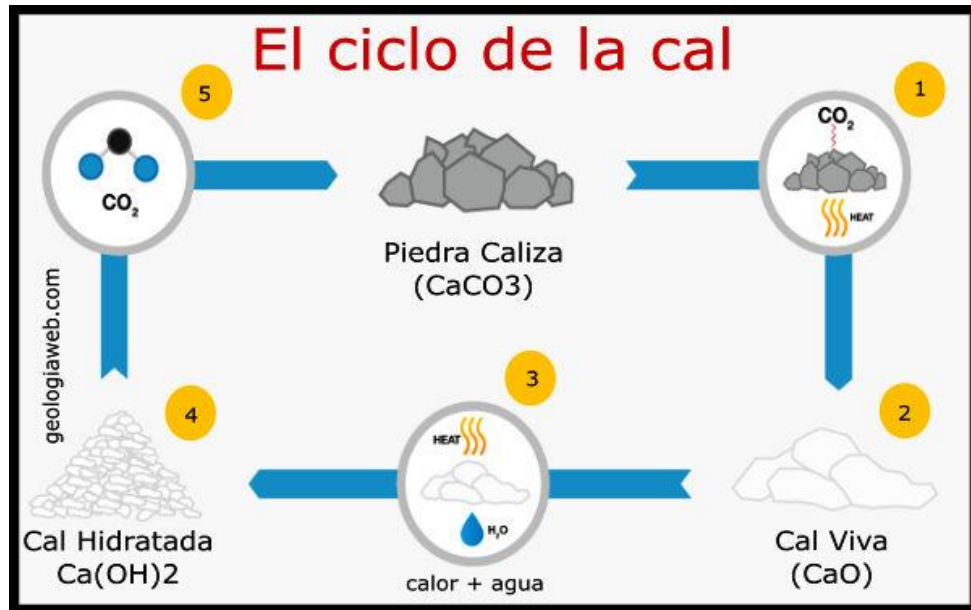 El ciclo de la cal
5
CO2
1
CO2
HEAT
Piedra Caliza
(CaCO3)
geologiaweb.com
4
Cal Hidratada
Ca(OH)2
3
HEAT
H2O
calor + agua
2
Cal Viva
(CaO)